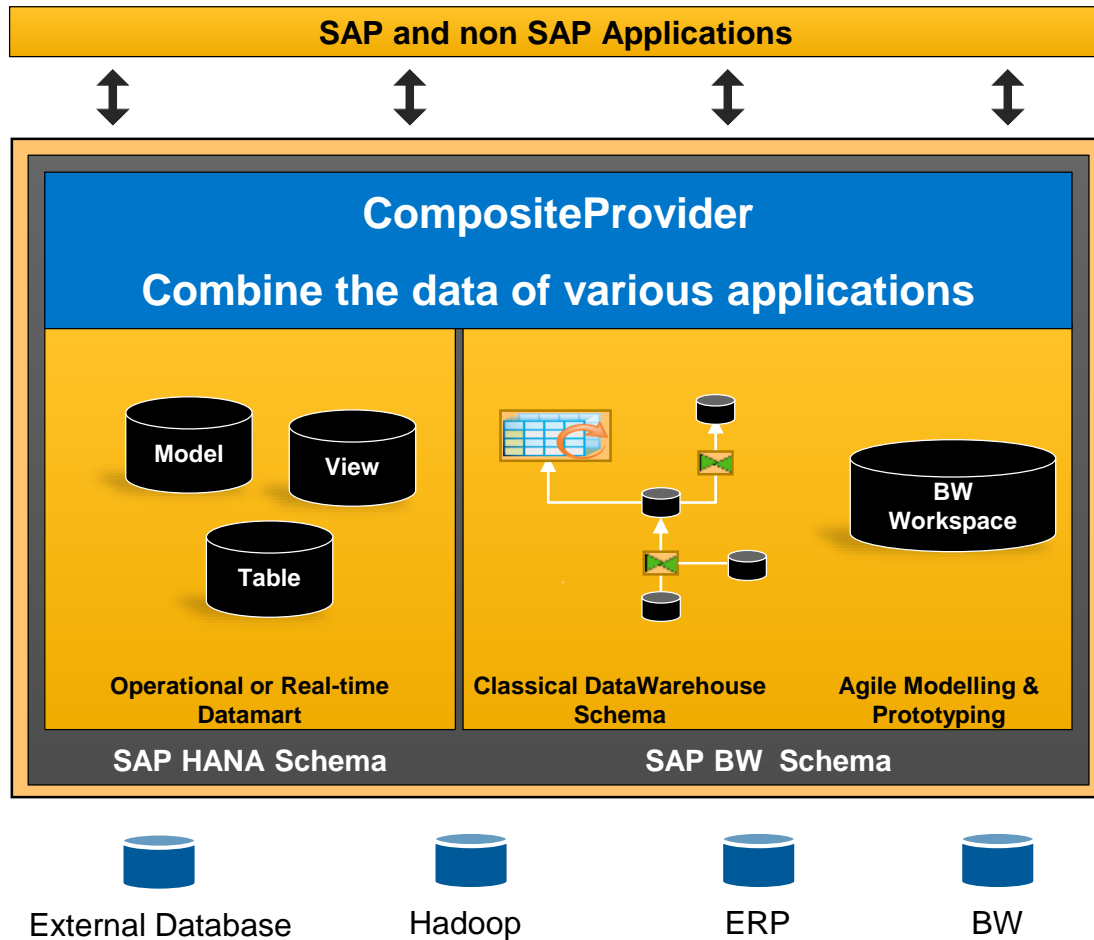 SAP and non SAP Applications
CompositeProvider
Combine the data of various applications
Model
View
Table
BW
Workspace
Operational or Real-time
Datamart
Classical DataWarehouse
Schema
Agile Modelling &
Prototyping
SAP HANA Schema
SAP BW Schema
External Database
Hadoop
ERP
BW